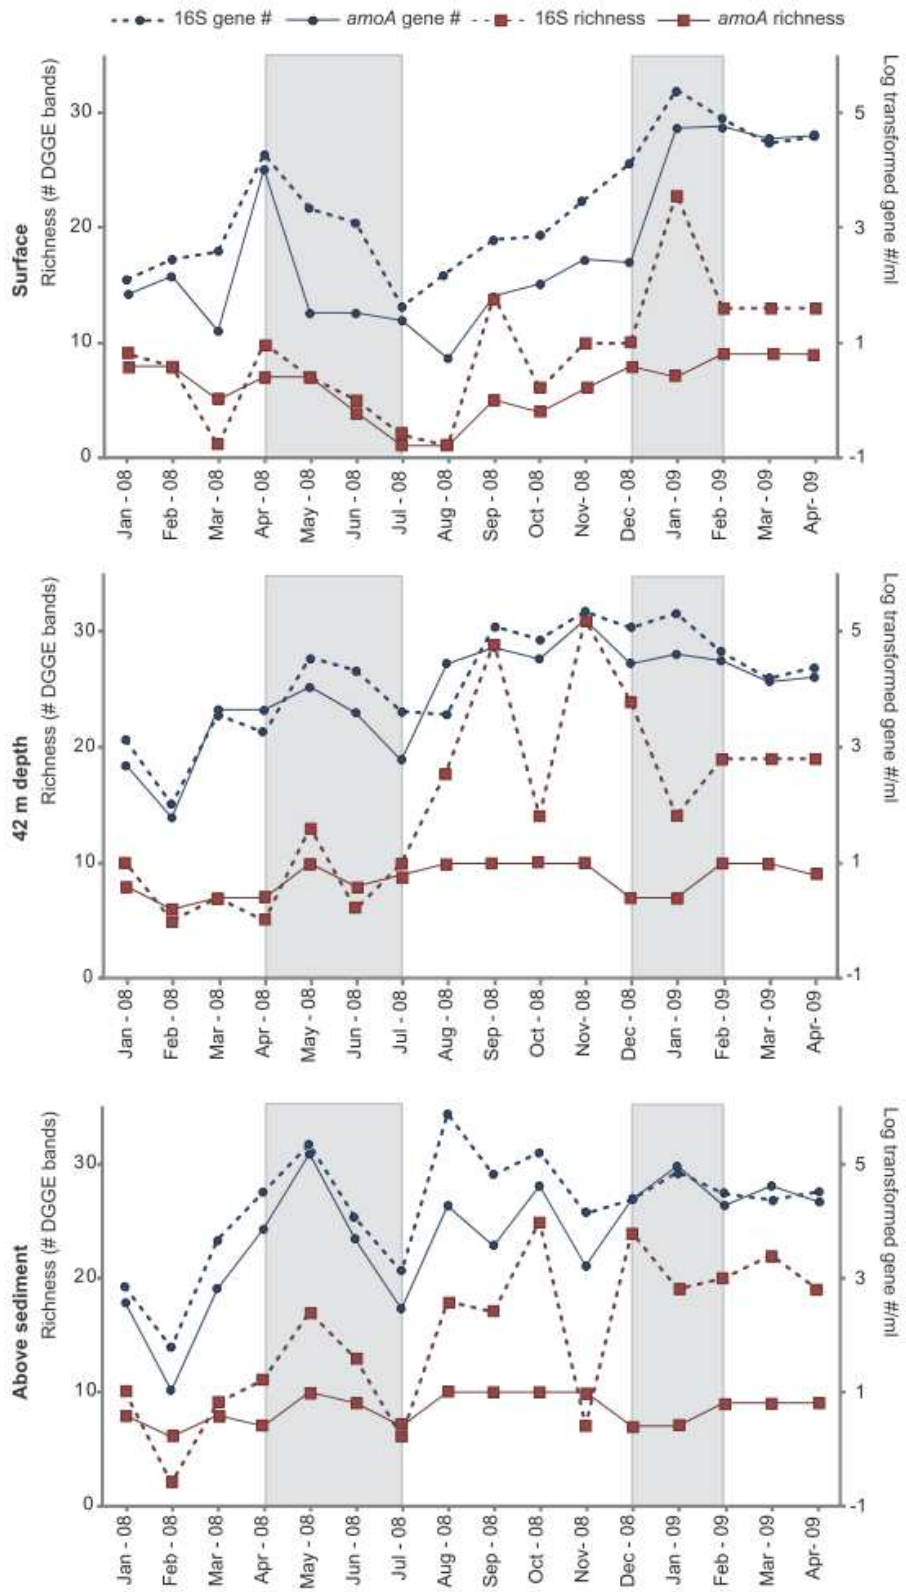 16S gene # amoA gene # 16S richness amoA richness
Surface
Richness (# DGGE bands)
30
20
10
0
5
3
1
-1
Log transformed gene #/ml
Jan - 08
Feb - 08
Mar - 08
Apr - 08
May - 08
Jun - 08
Jul - 08
Aug - 08
Sep - 08
Oct - 08
Nov- 08
Dec - 08
Jan - 09
Feb - 09
Mar - 09
Apr- 09
42 m depth
Richness (# DGGE bands)
30
20
10
0
5
3
1
-1
Log transformed gene #/ml
Jan - 08
Feb - 08
Mar - 08
Apr - 08
May - 08
Jun - 08
Jul - 08
Aug - 08
Sep - 08
Oct - 08
Nov- 08
Dec - 08
Jan - 09
Feb - 09
Mar - 09
Apr- 09
Above sediment
Richness (# DGGE bands)
30
20
10
0
5
3
1
-1
Log transformed gene #/ml
Jan - 08
Feb - 08
Mar - 08
Apr - 08
May - 08
Jun - 08
Jul - 08
Aug - 08
Sep - 08
Oct - 08
Nov- 08
Dec - 08
Jan - 09
Feb - 09
Mar - 09
Apr- 09